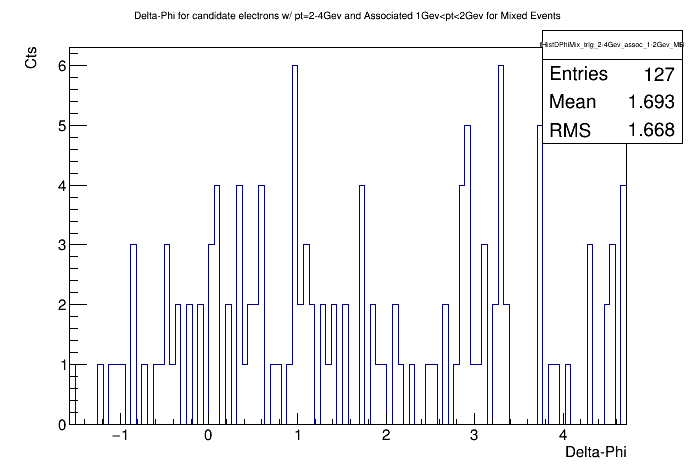 Delta-Phi for candidate electrons w/ pt=2-4Gev and Associated 1Gev<pt<2Gev for Mixed Events
Cts
HistDPhiMix_trig_2-4Gev_assoc_1-2Gev_MB
Entries 127
Mean 1.693
RMS 1.668
6
5
4
3
2
1
0
−1 0 1 2 3 4
Delta-Phi